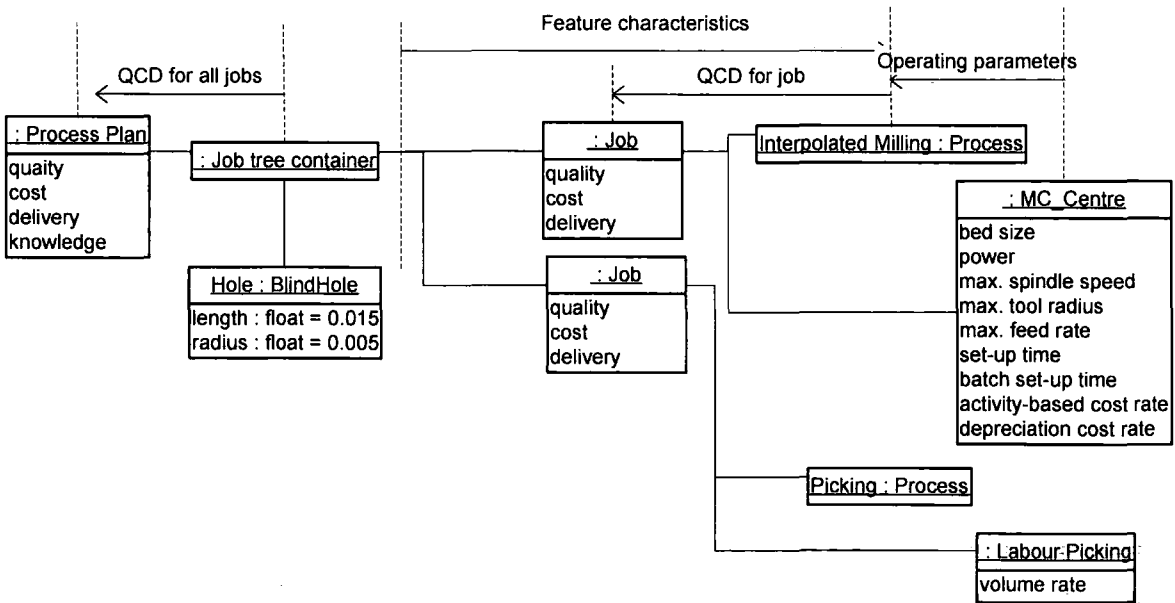 Feature characteristics
Operating parameters
QCD for all jobs
QCD for job
: Process Plan
quaity
cost
delivery
knowledge
: Job tree container
: Job
quality
cost
delivery
Interpolated Milling : Process
: MC_Centre
bed size
power
max. spindle speed
max. tool radius
max. feed rate
set-up time
batch set-up time
activity-based cost rate
depreciation cost rate
Hole : BlindHole
length : float = 0.015
radius : float = 0.005
: Job
quality
cost
delivery
Picking : Process
: Labour-Picking
volume rate